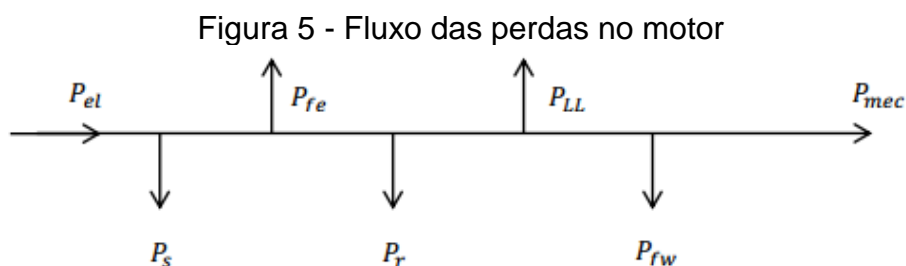 Figura 5 - Fluxo das perdas no motor
P_el P_fe P_LL P_mec
P_s P_r P_fw